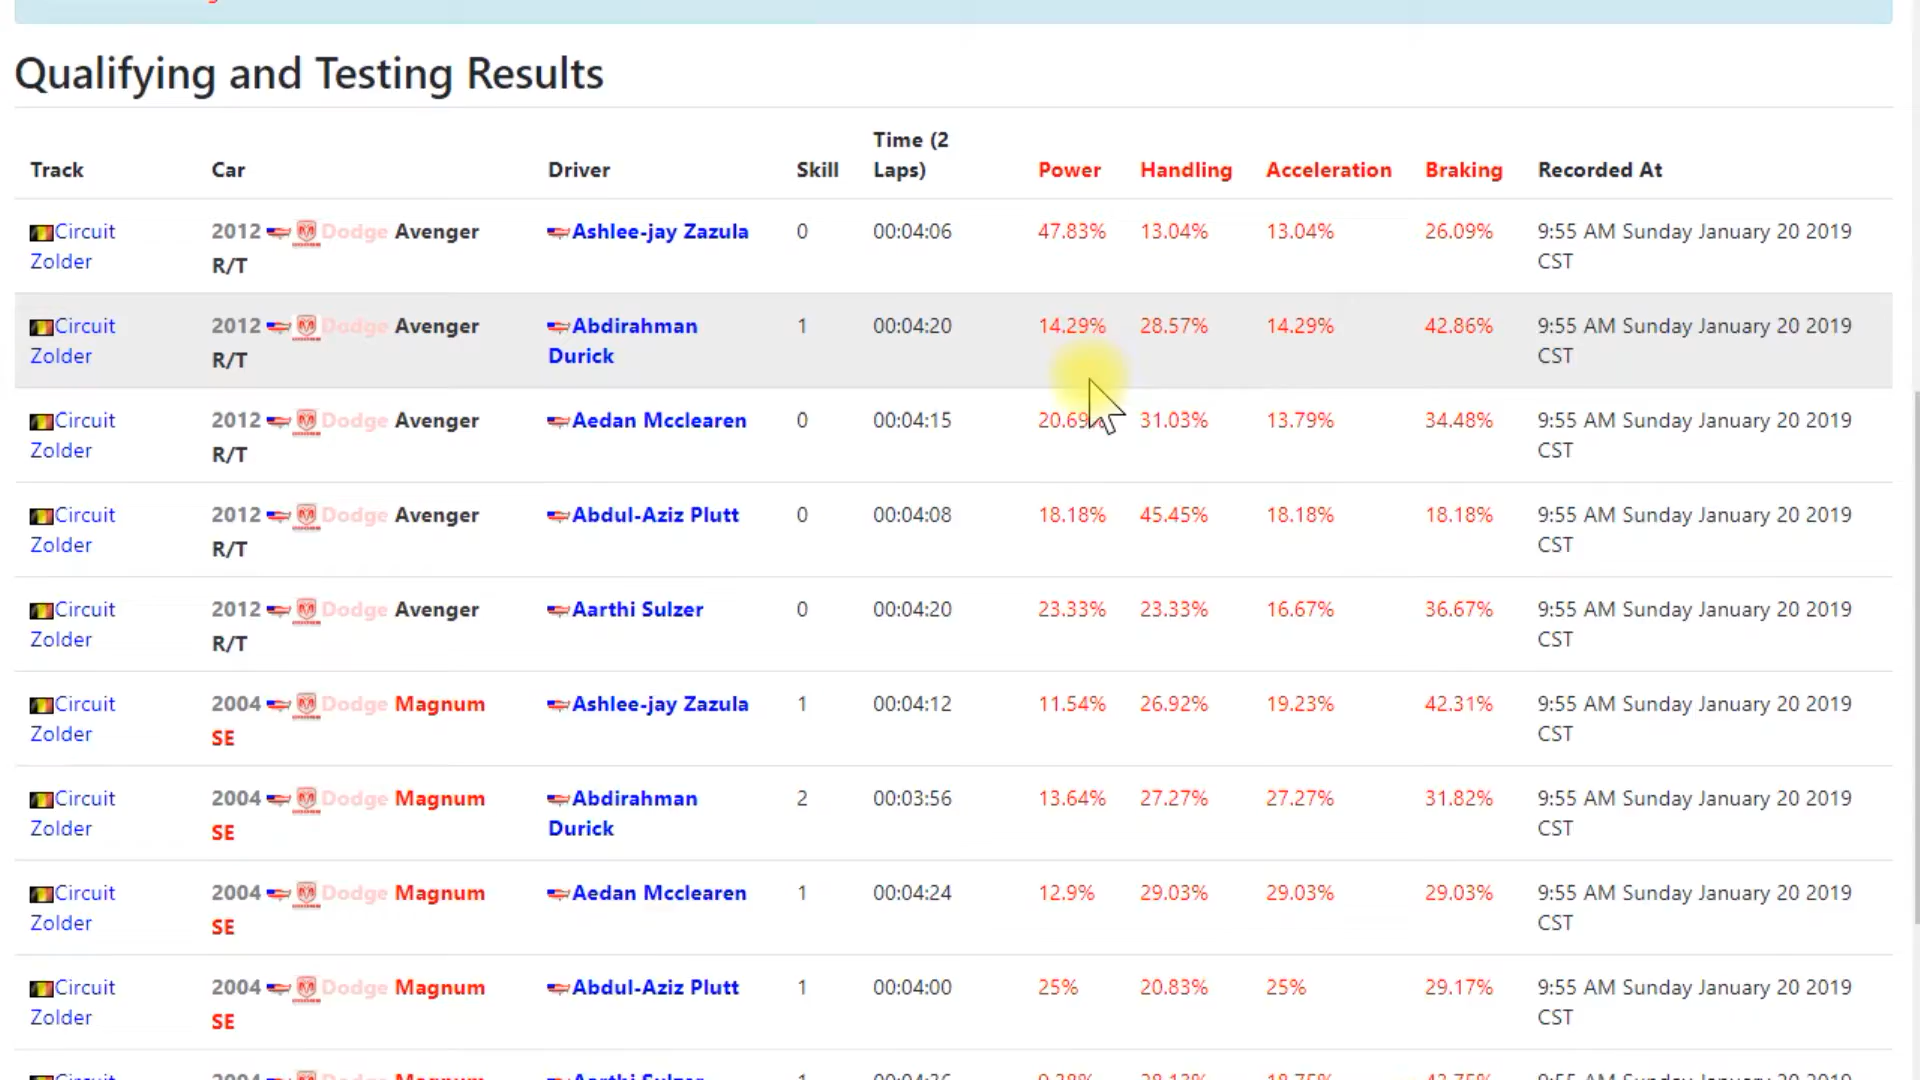 Qualifying and Testing Results
Time (2
Track Car Driver Skill Laps) Power Handling Acceleration Braking Recorded At
Circuit 2012 Dodge Avenger Ashlee-jay Zazula 0 00:04:06 47.83% 13.04% 13.04% 26.09% 9:55 AM Sunday January 20 2019
Zolder R/T CST
Circuit 2012 Dodge Avenger Abdirahman 1 00:04:20 14.29% 28.57% 14.29% 42.86% 9:55 AM Sunday January 20 2019
Zolder R/T Durick CST
Circuit 2012 Dodge Avenger Aedan Mcclearen 0 00:04:15 20.69% 31.03% 13.79% 34.48% 9:55 AM Sunday January 20 2019
Zolder R/T CST
Circuit 2012 Dodge Avenger Abdul-Aziz Plutt 0 00:04:08 18.18% 45.45% 18.18% 18.18% 9:55 AM Sunday January 20 2019
Zolder R/T CST
Circuit 2012 Dodge Avenger Aarthi Sulzer 0 00:04:20 23.33% 23.33% 16.67% 36.67% 9:55 AM Sunday January 20 2019
Zolder R/T CST
Circuit 2004 Dodge Magnum Ashlee-jay Zazula 1 00:04:12 11.54% 26.92% 19.23% 42.31% 9:55 AM Sunday January 20 2019
Zolder SE CST
Circuit 2004 Dodge Magnum Abdirahman 2 00:03:56 13.64% 27.27% 27.27% 31.82% 9:55 AM Sunday January 20 2019
Zolder SE Durick CST
Circuit 2004 Dodge Magnum Aedan Mcclearen 1 00:04:24 12.9% 29.03% 29.03% 29.03% 9:55 AM Sunday January 20 2019
Zolder SE CST
Circuit 2004 Dodge Magnum Abdul-Aziz Plutt 1 00:04:00 25% 20.83% 25% 29.17% 9:55 AM Sunday January 20 2019
Zolder SE CST